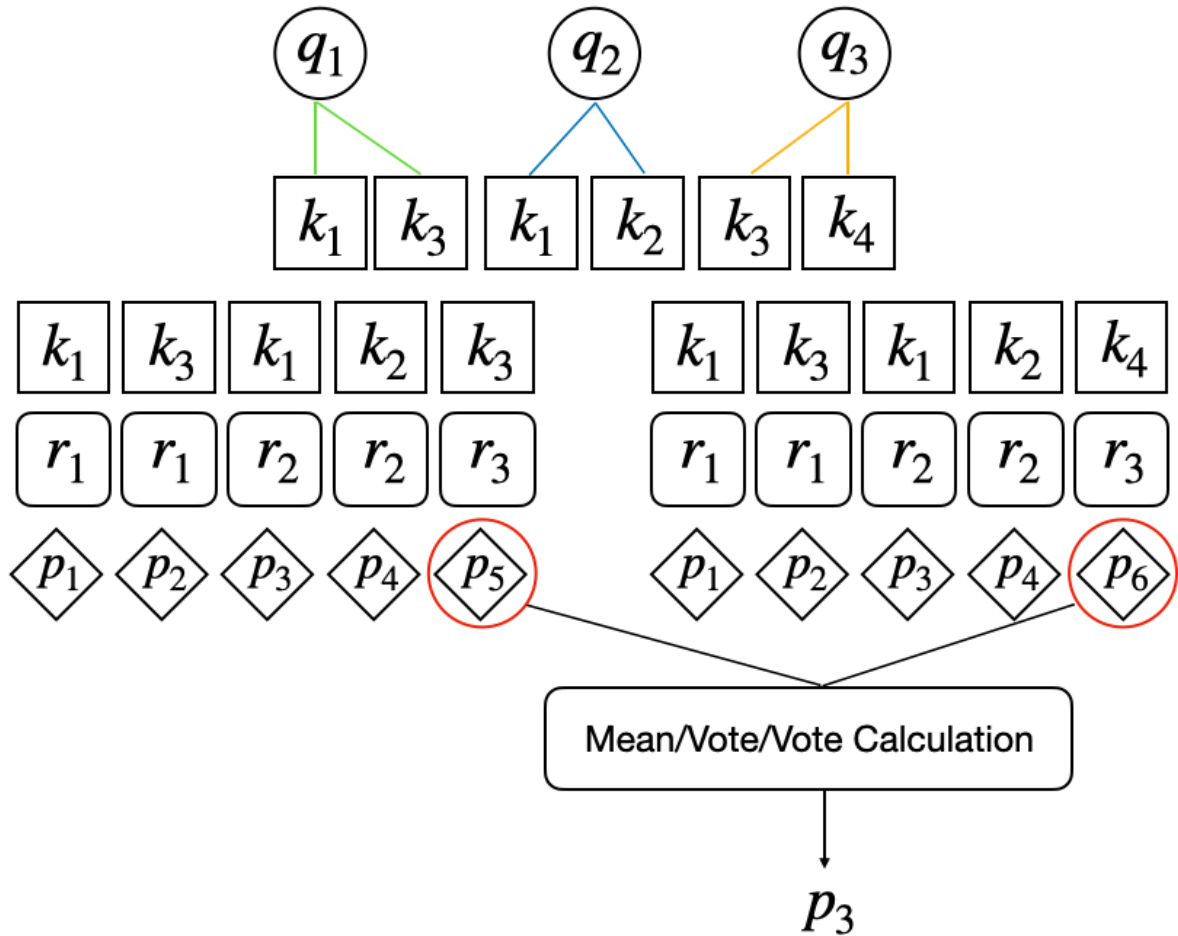 q1 q2 q3
k1 k3 k1 k2 k3 k4
k1 k3 k1 k2 k3 k1 k3 k1 k2 k4
r1 r1 r2 r2 r3 r1 r1 r2 r2 r3
p1 p2 p3 p4 p5 p1 p2 p3 p4 p6
Mean/Vote/Vote Calculation
p3